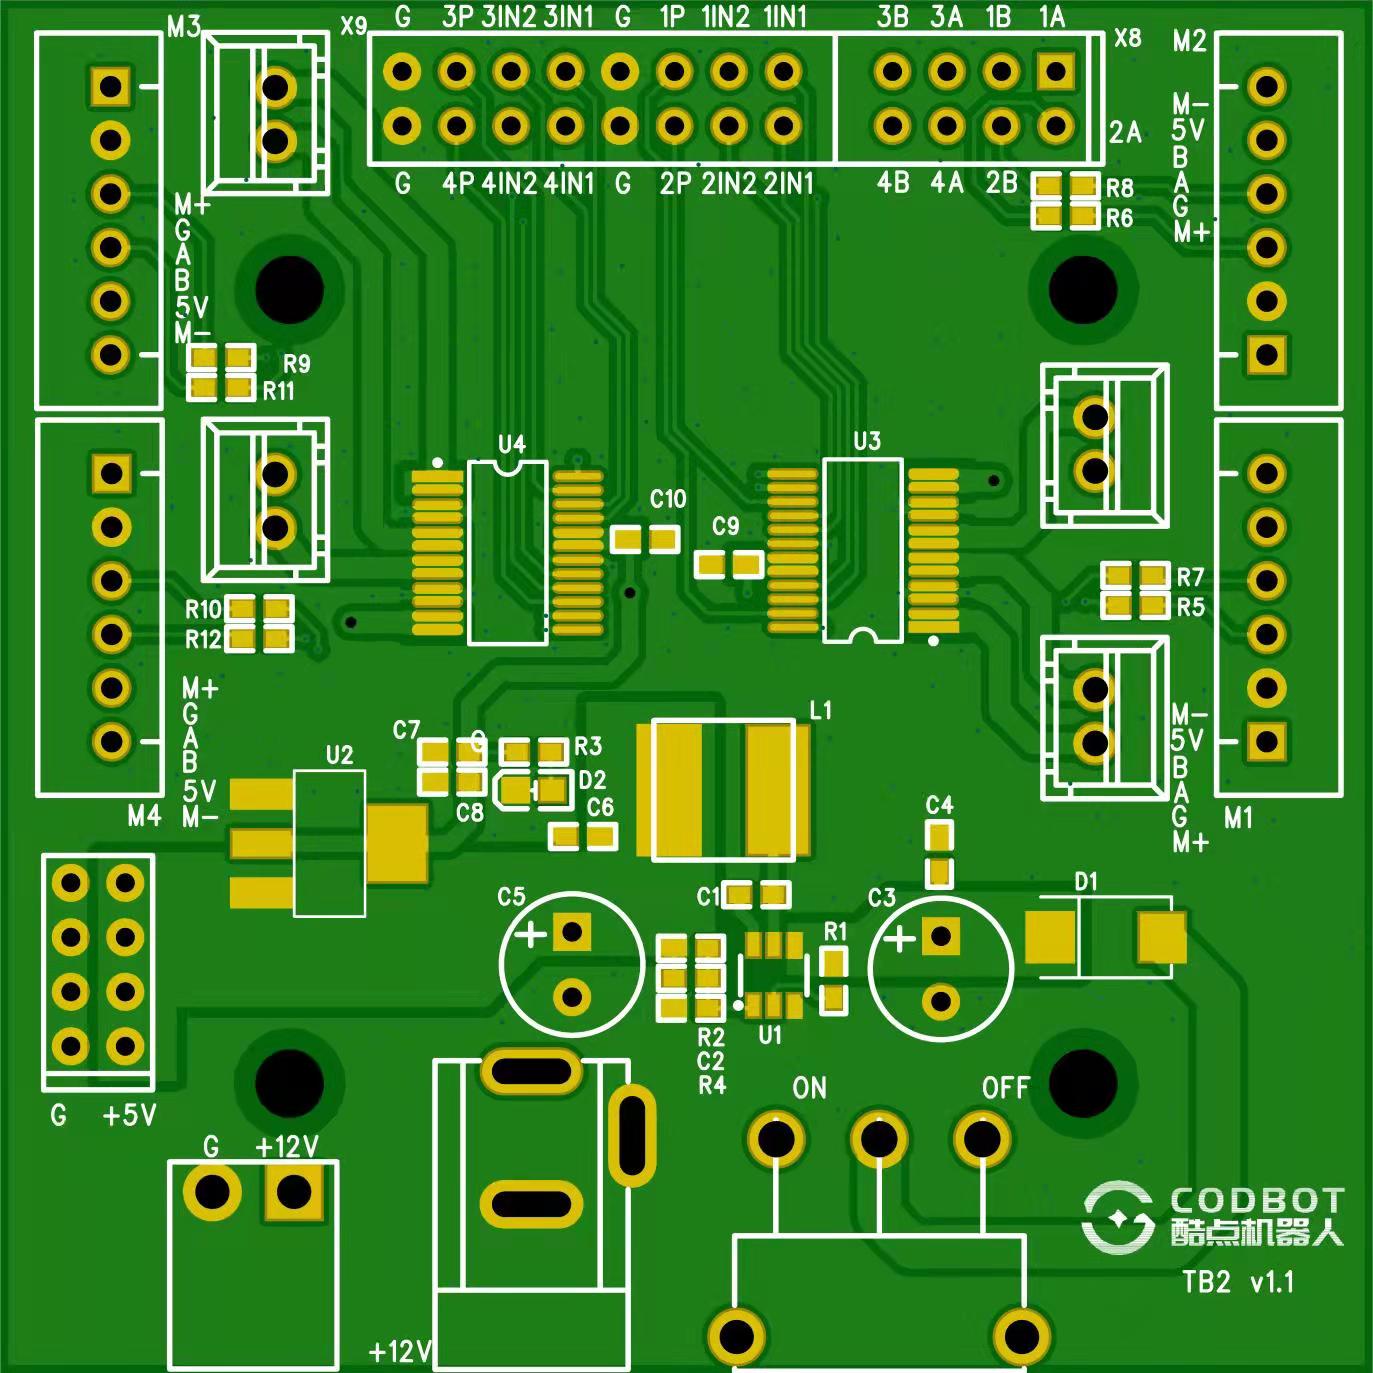 M3
X9
G 3P 3IN2 3IN1 G 1P 1IN2 1IN1 3B 3A 1B 1A
X8
M2
2A
G 4P 4IN2 4IN1 G 2P 2IN2 2IN1 4B 4A 2B
M-
5V
B
A
G
M+
R8
R6
M+
G
A
B
5V
M-
R9
R11
U4
U3
C10
C9
R10
R12
R7
R5
M+
G
A
B
5V
M-
M4
U2
C7
C8
R3
D2
C6
L1
C4
M-
5V
B
A
G
M+
M1
C5
C1
C3
D1
R1
R2
C2
R4
U1
G +5V
G +12V
ON OFF
+12V
CODBOT
酷点机器人
TB2 v1.1